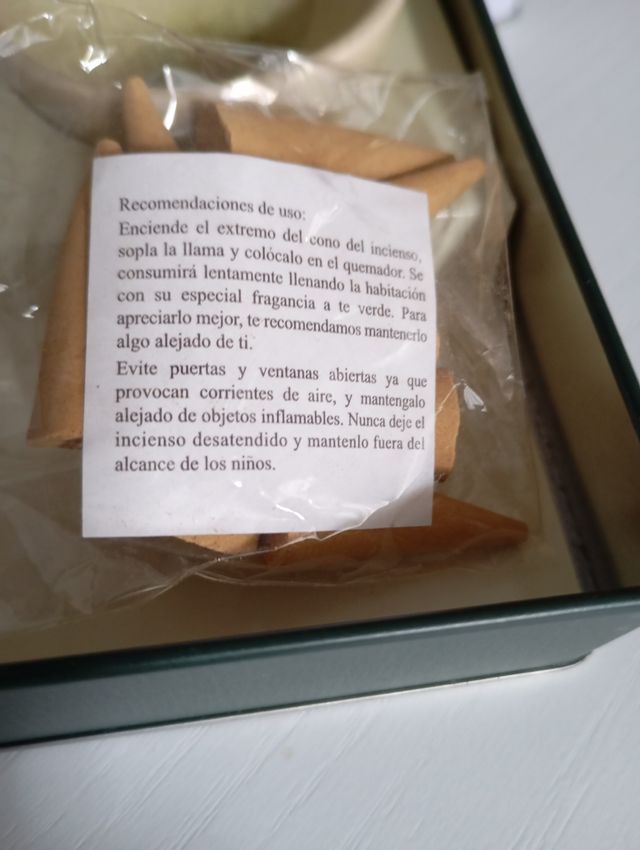 Recomendaciones de uso:
Enciende el extremo del cono del incienso,
sopla la llama y colócalo en el quemador. Se
consumirá lentamente llenando la habitación
con su especial fragancia a te verde. Para
apreciarlo mejor, te recomendamos mantenerlo
algo alejado de ti.
Evite puertas y ventanas abiertas ya que
provocan corrientes de aire, y mantengalo
alejado de objetos inflamables. Nunca deje el
incienso desatendido y mantenlo fuera del
alcance de los niños.